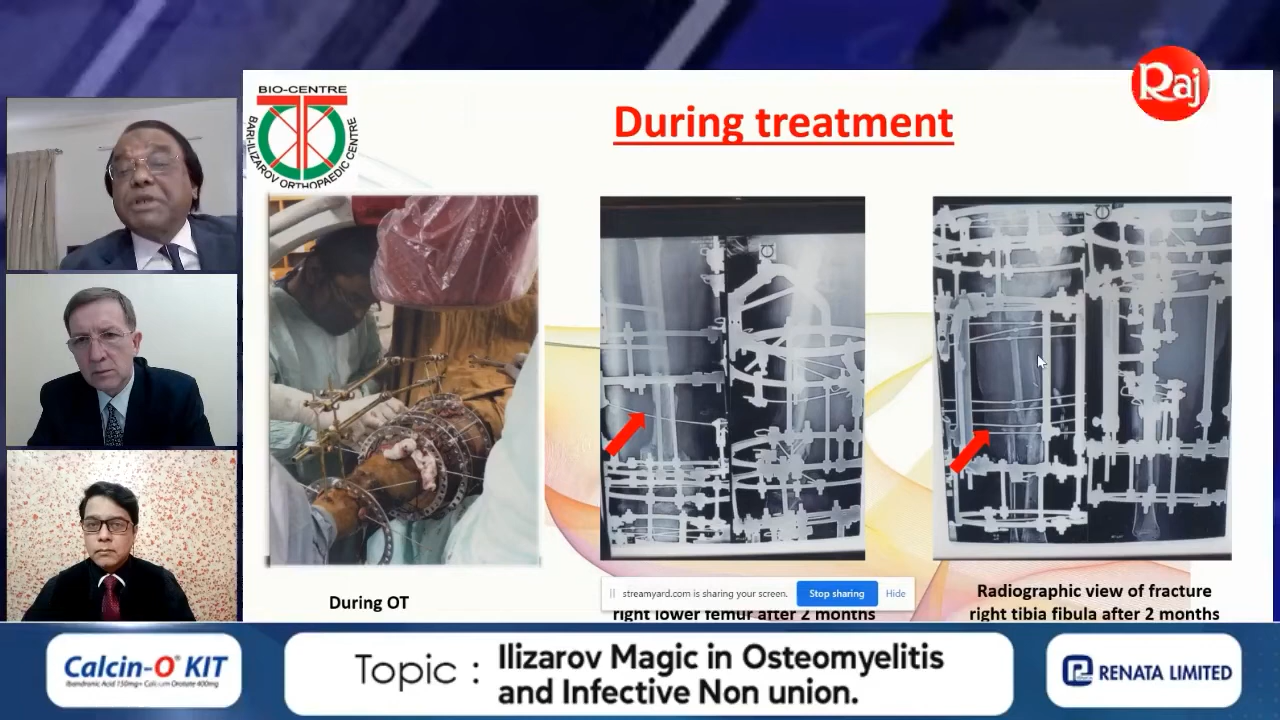 BIO-CENTRE
BARI-ILIZAROV ORTHOPAEDIC CENTRE
Raj
During treatment
During OT
streamyard.com is sharing your screen.
Stop sharing
Hide
right lower femur after 2 months
Radiographic view of fracture
right tibia fibula after 2 months
Calcin-O® KIT
Ibandronic Acid 150mg+ Calcium Orotate 400mg
Topic :
Ilizarov Magic in Osteomyelitis
and Infective Non union.
RENATA LIMITED